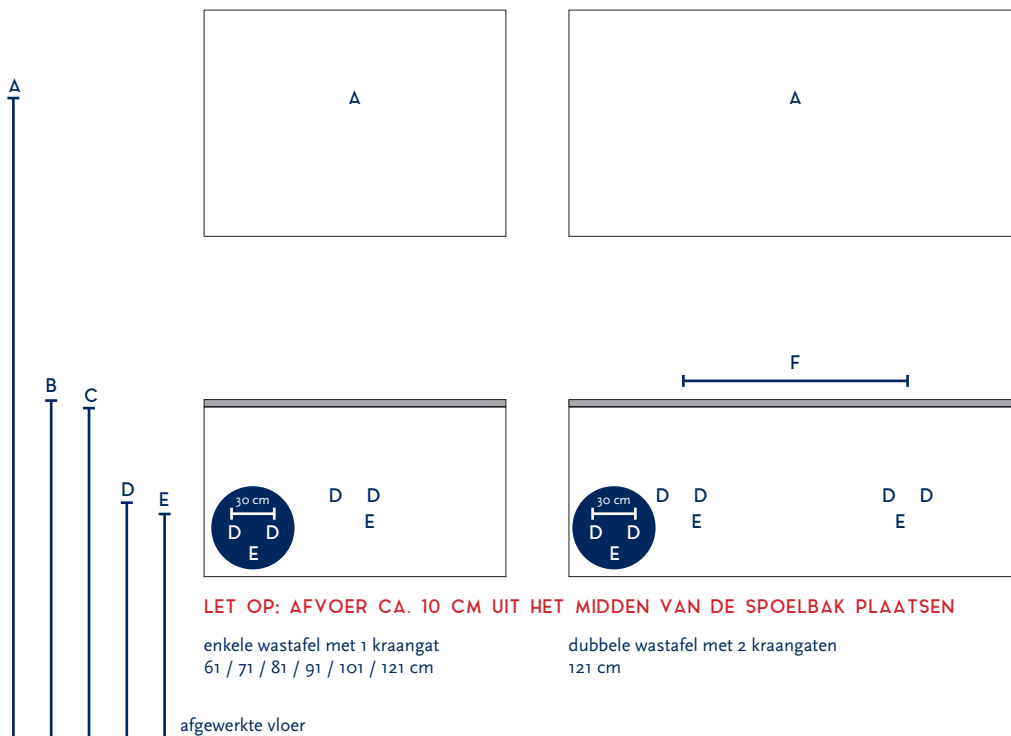 A
A
A
F
B
C
D
E
30 cm
D D
E
D D
E
30 cm
D D
E
D D
E
D D
E
LET OP: AFVOER CA. 10 CM UIT HET MIDDEN VAN DE SPOELBAK PLAATSEN
enkele wastafel met 1 kraangat
61 / 71 / 81 / 91 / 101 / 121 cm
dubbele wastafel met 2 kraangaten
121 cm
afgewerkte vloer